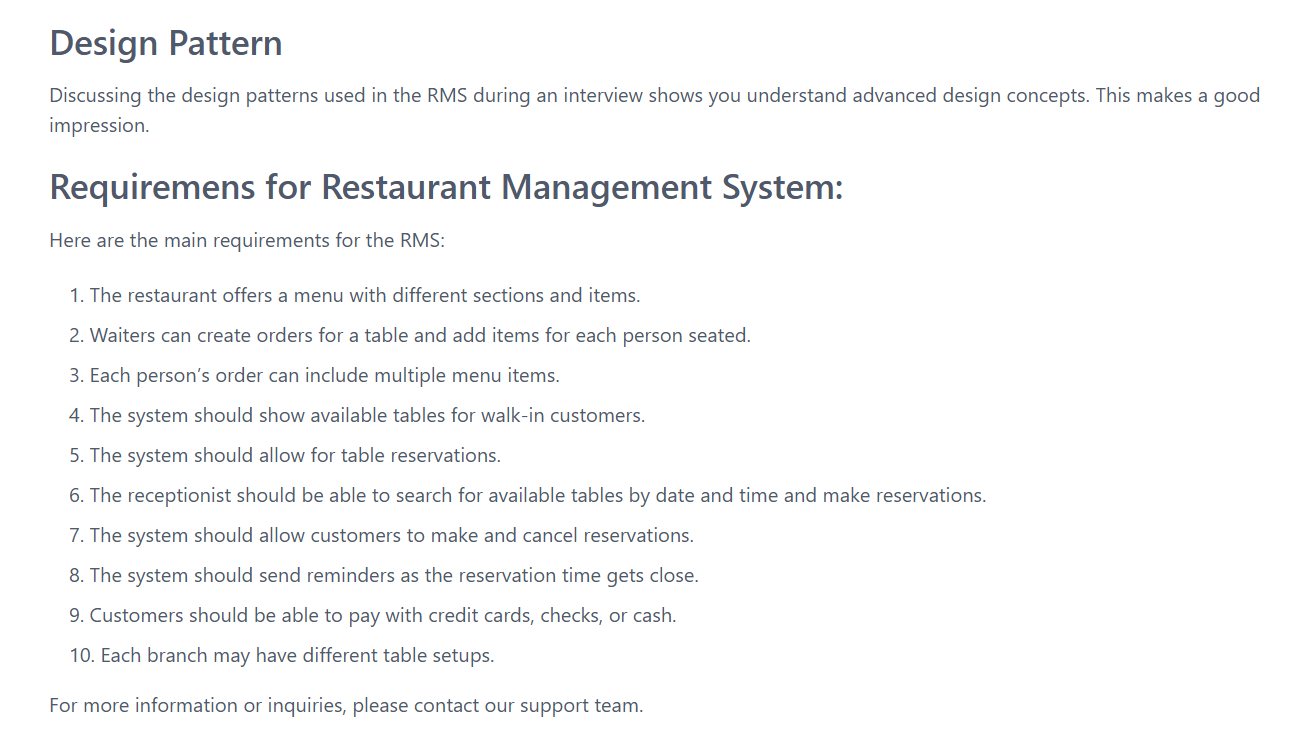 Design Pattern
Discussing the design patterns used in the RMS during an interview shows you understand advanced design concepts. This makes a good
impression.
Requiremens for Restaurant Management System:
Here are the main requirements for the RMS:
1. The restaurant offers a menu with different sections and items.
2. Waiters can create orders for a table and add items for each person seated.
3. Each person’s order can include multiple menu items.
4. The system should show available tables for walk-in customers.
5. The system should allow for table reservations.
6. The receptionist should be able to search for available tables by date and time and make reservations.
7. The system should allow customers to make and cancel reservations.
8. The system should send reminders as the reservation time gets close.
9. Customers should be able to pay with credit cards, checks, or cash.
10. Each branch may have different table setups.
For more information or inquiries, please contact our support team.